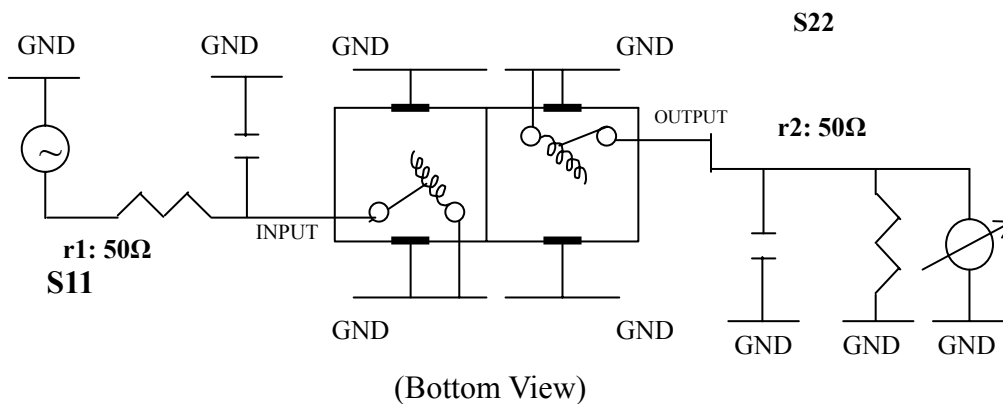 S22
GND GND GND GND
OUTPUT
r2: 50Ω
~
INPUT
r1: 50Ω
S11
GND GND
GND GND GND
(Bottom View)